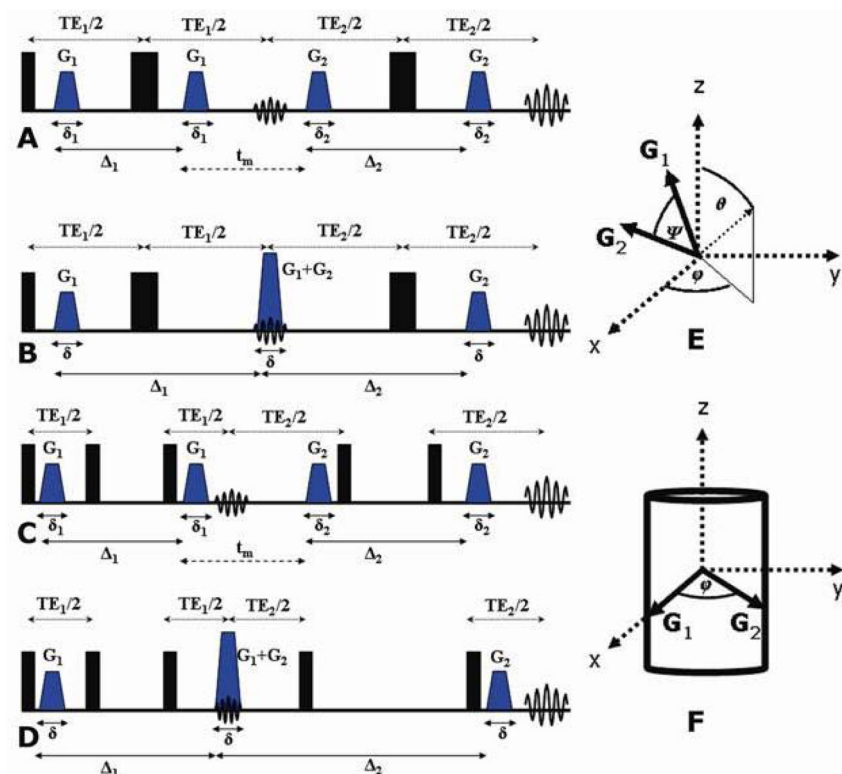 TE₁/2 TE₁/2 TE₂/2 TE₂/2
G₁ G₁ G₂ G₂
A
δ₁ δ₁ δ₂ δ₂
Δ₁ tₘ Δ₂
TE₁/2 TE₁/2 TE₂/2 TE₂/2
G₁ G₁+G₂ G₂
B
δ δ δ
Δ₁ Δ₂
TE₁/2 TE₁/2 TE₂/2 TE₂/2
G₁ G₁ G₂ G₂
C
δ₁ δ₁ δ₂ δ₂
Δ₁ tₘ Δ₂
TE₁/2 TE₁/2 TE₂/2 TE₂/2
G₁ G₁+G₂ G₂
D
δ δ δ
Δ₁ Δ₂
z
G₁
θ
G₂ Ψ
φ y
x
E
z
φ y
G₁ G₂
x
F